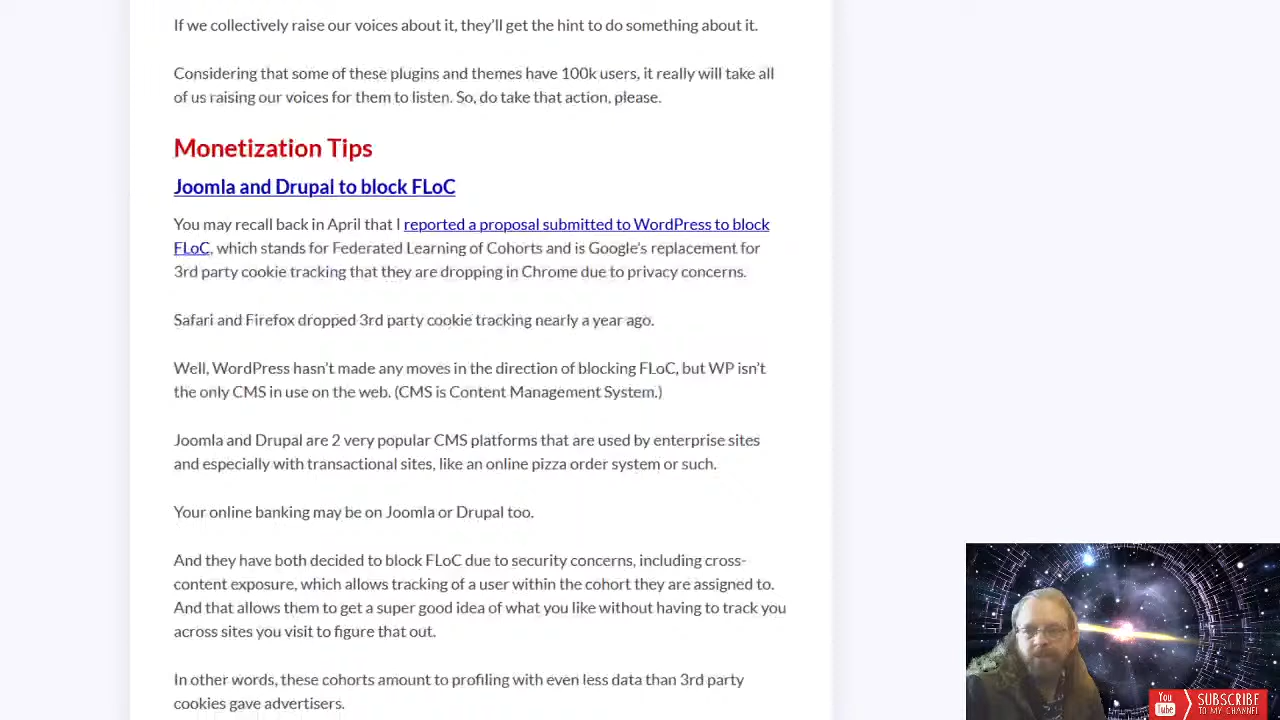 If we collectively raise our voices about it, they'll get the hint to do something about it.
Considering that some of these plugins and themes have 100k users, it really will take all
of us raising our voices for them to listen. So, do take that action, please.
Monetization Tips
Joomla and Drupal to block FLoC
You may recall back in April that I reported a proposal submitted to WordPress to block
FLoC, which stands for Federated Learning of Cohorts and is Google's replacement for
3rd party cookie tracking that they are dropping in Chrome due to privacy concerns.
Safari and Firefox dropped 3rd party cookie tracking nearly a year ago.
Well, WordPress hasn't made any moves in the direction of blocking FLoC, but WP isn't
the only CMS in use on the web. (CMS is Content Management System.)
Joomla and Drupal are 2 very popular CMS platforms that are used by enterprise sites
and especially with transactional sites, like an online pizza order system or such.
Your online banking may be on Joomla or Drupal too.
And they have both decided to block FLoC due to security concerns, including cross-
content exposure, which allows tracking of a user within the cohort they are assigned to.
And that allows them to get a super good idea of what you like without having to track you
across sites you visit to figure that out.
In other words, these cohorts amount to profiling with even less data than 3rd party
cookies gave advertisers.
You
Tube
SUBSCRIBE
TO MY CHANNEL